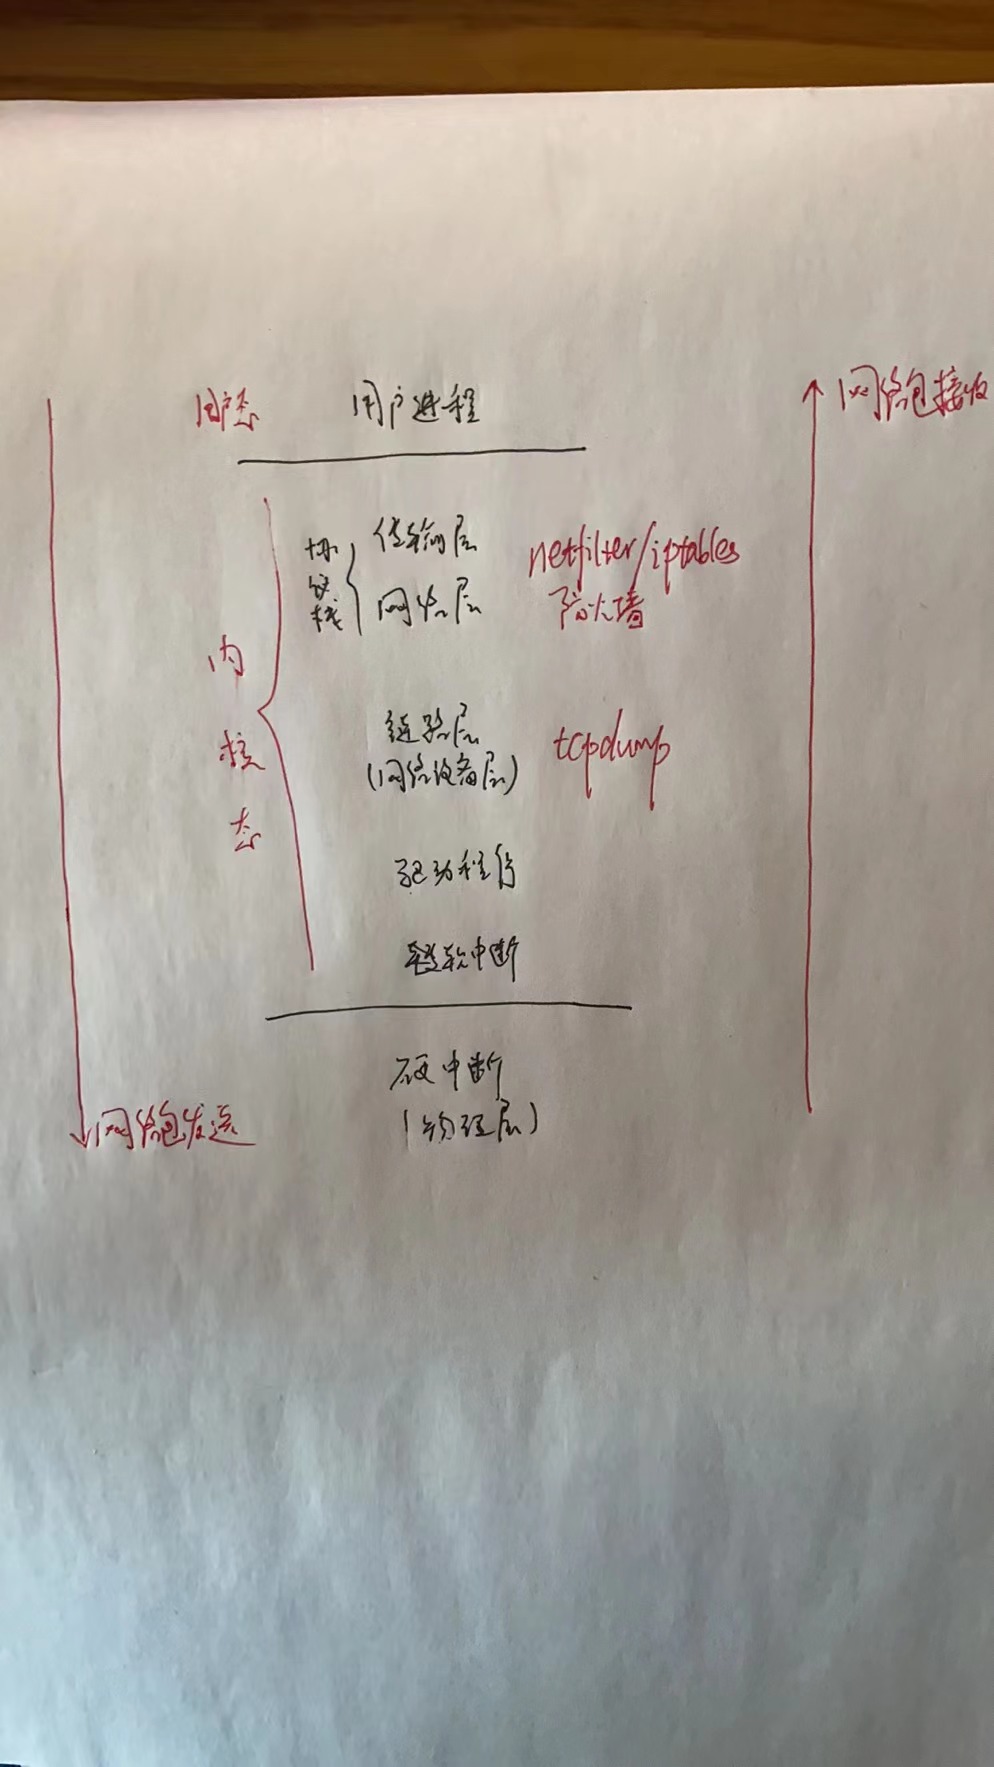 网络包接收
用户态 用户进程
协议栈 传输层 netfilter/iptables
网络层 防火墙
内核态
链路层 tcpdump
(网络设备层)
驱动程序
软中断
硬中断
(物理层)
网络包发送